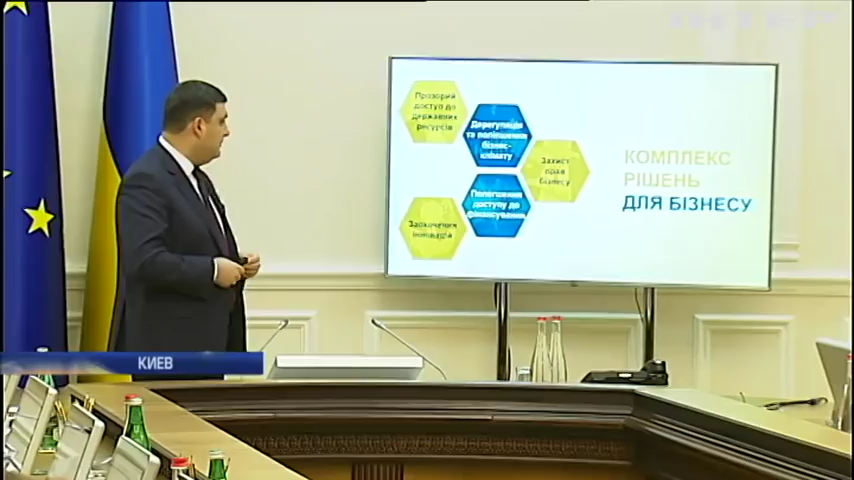 Прозорий
доступ до
державних
ресурсів
Дерегуляція
та поліпшення
бізнес-
клімату
Захист
прав
бізнесу
Поліпшення
доступу до
фінансування
Заохочення
інновацій
КОМПЛЕКС
РІШЕНЬ
ДЛЯ БІЗНЕСУ
КИЕВ